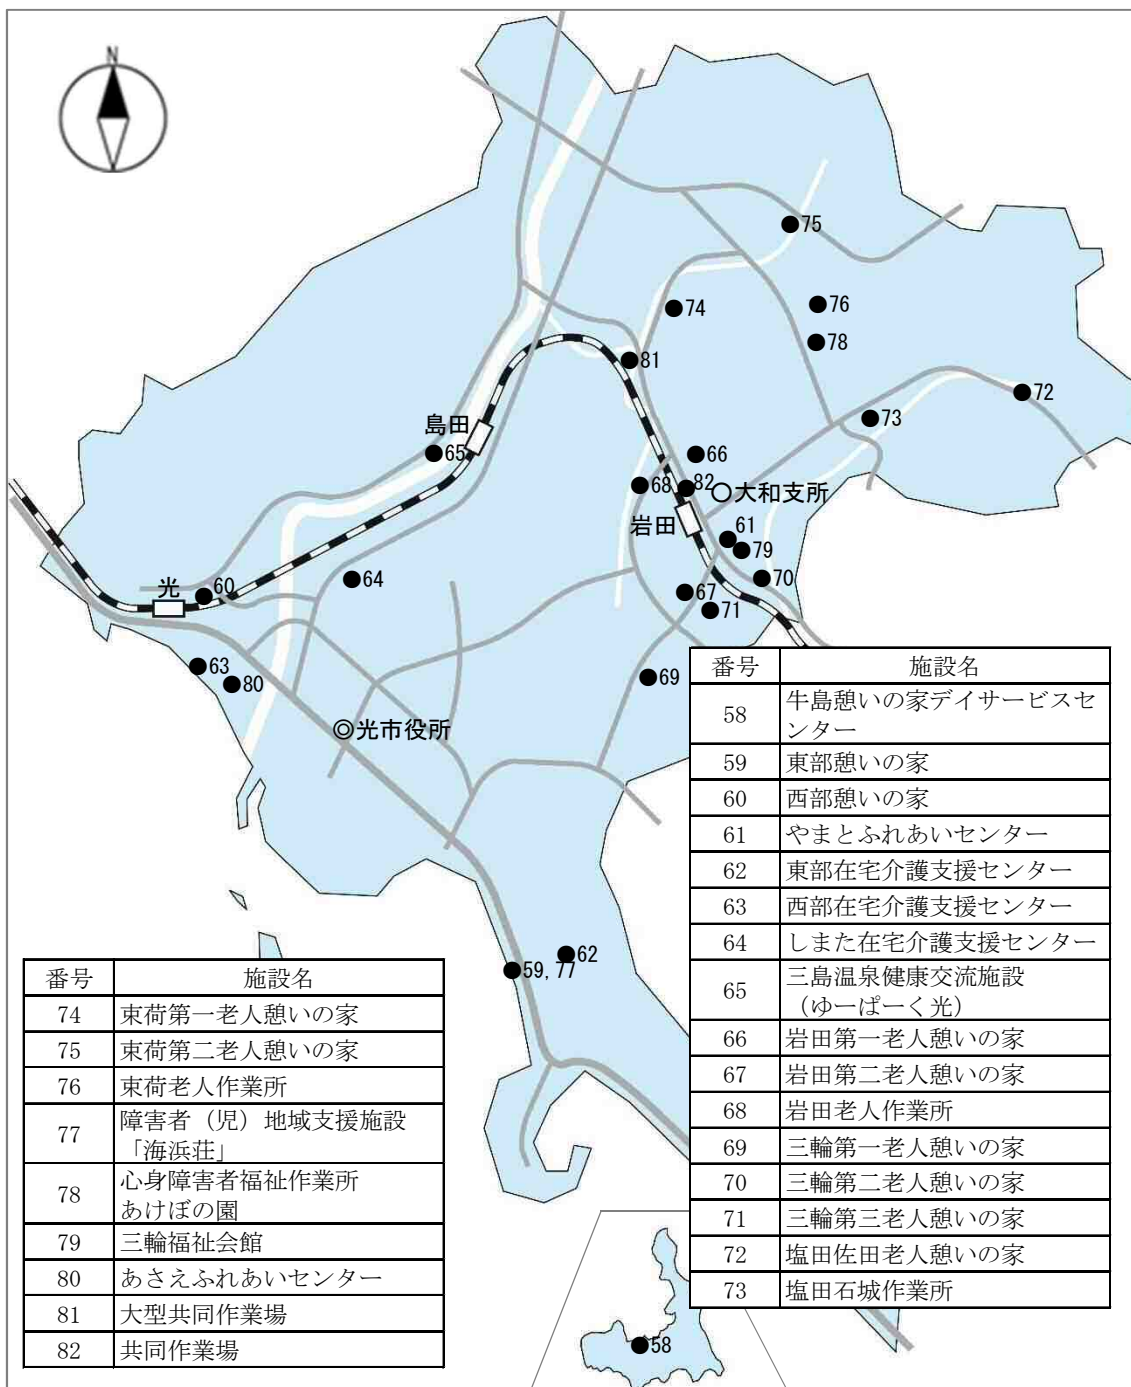 N
75
76
74
78
81
72
73
島田
65
66
68
82
大和支所
岩田
61
79
70
光
60
64
67
71
63
80
69
光市役所
62
59, 77
58
番号 施設名
58 牛島憩いの家デイサービスセ
ンター
59 東部憩いの家
60 西部憩いの家
61 やまとふれあいセンター
62 東部在宅介護支援センター
63 西部在宅介護支援センター
64 しまた在宅介護支援センター
65 三島温泉健康交流施設
（ゆーぱーく光）
66 岩田第一老人憩いの家
67 岩田第二老人憩いの家
68 岩田老人作業所
69 三輪第一老人憩いの家
70 三輪第二老人憩いの家
71 三輪第三老人憩いの家
72 塩田佐田老人憩いの家
73 塩田石城作業所
番号 施設名
74 束荷第一老人憩いの家
75 束荷第二老人憩いの家
76 束荷老人作業所
77 障害者（児）地域支援施設
「海浜荘」
78 心身障害者福祉作業所
あけぼの園
79 三輪福祉会館
80 あさえふれあいセンター
81 大型共同作業場
82 共同作業場